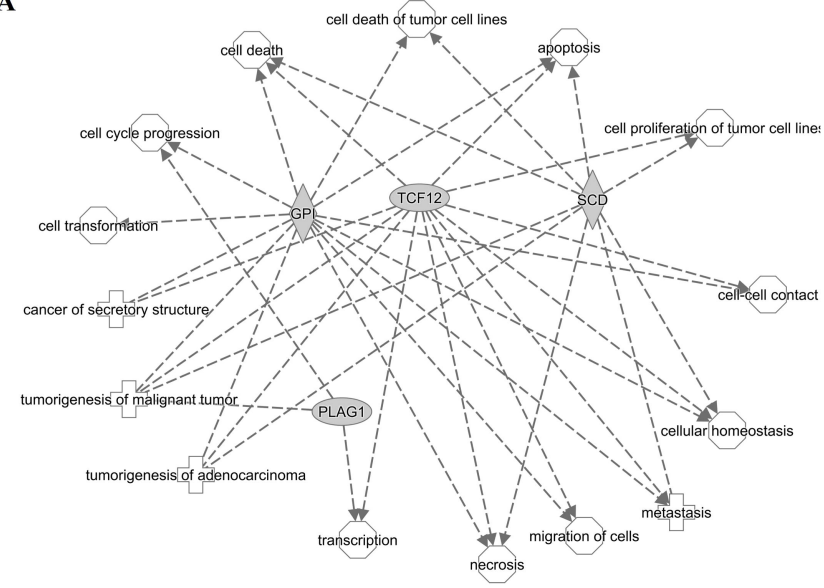 A
cell death of tumor cell lines
cell death
apoptosis
cell cycle progression
cell proliferation of tumor cell lines
GPI
TCF12
SCD
cell transformation
cell-cell contact
cancer of secretory structure
tumorigenesis of malignant tumor
PLAG1
cellular homeostasis
tumorigenesis of adenocarcinoma
metastasis
transcription
migration of cells
necrosis